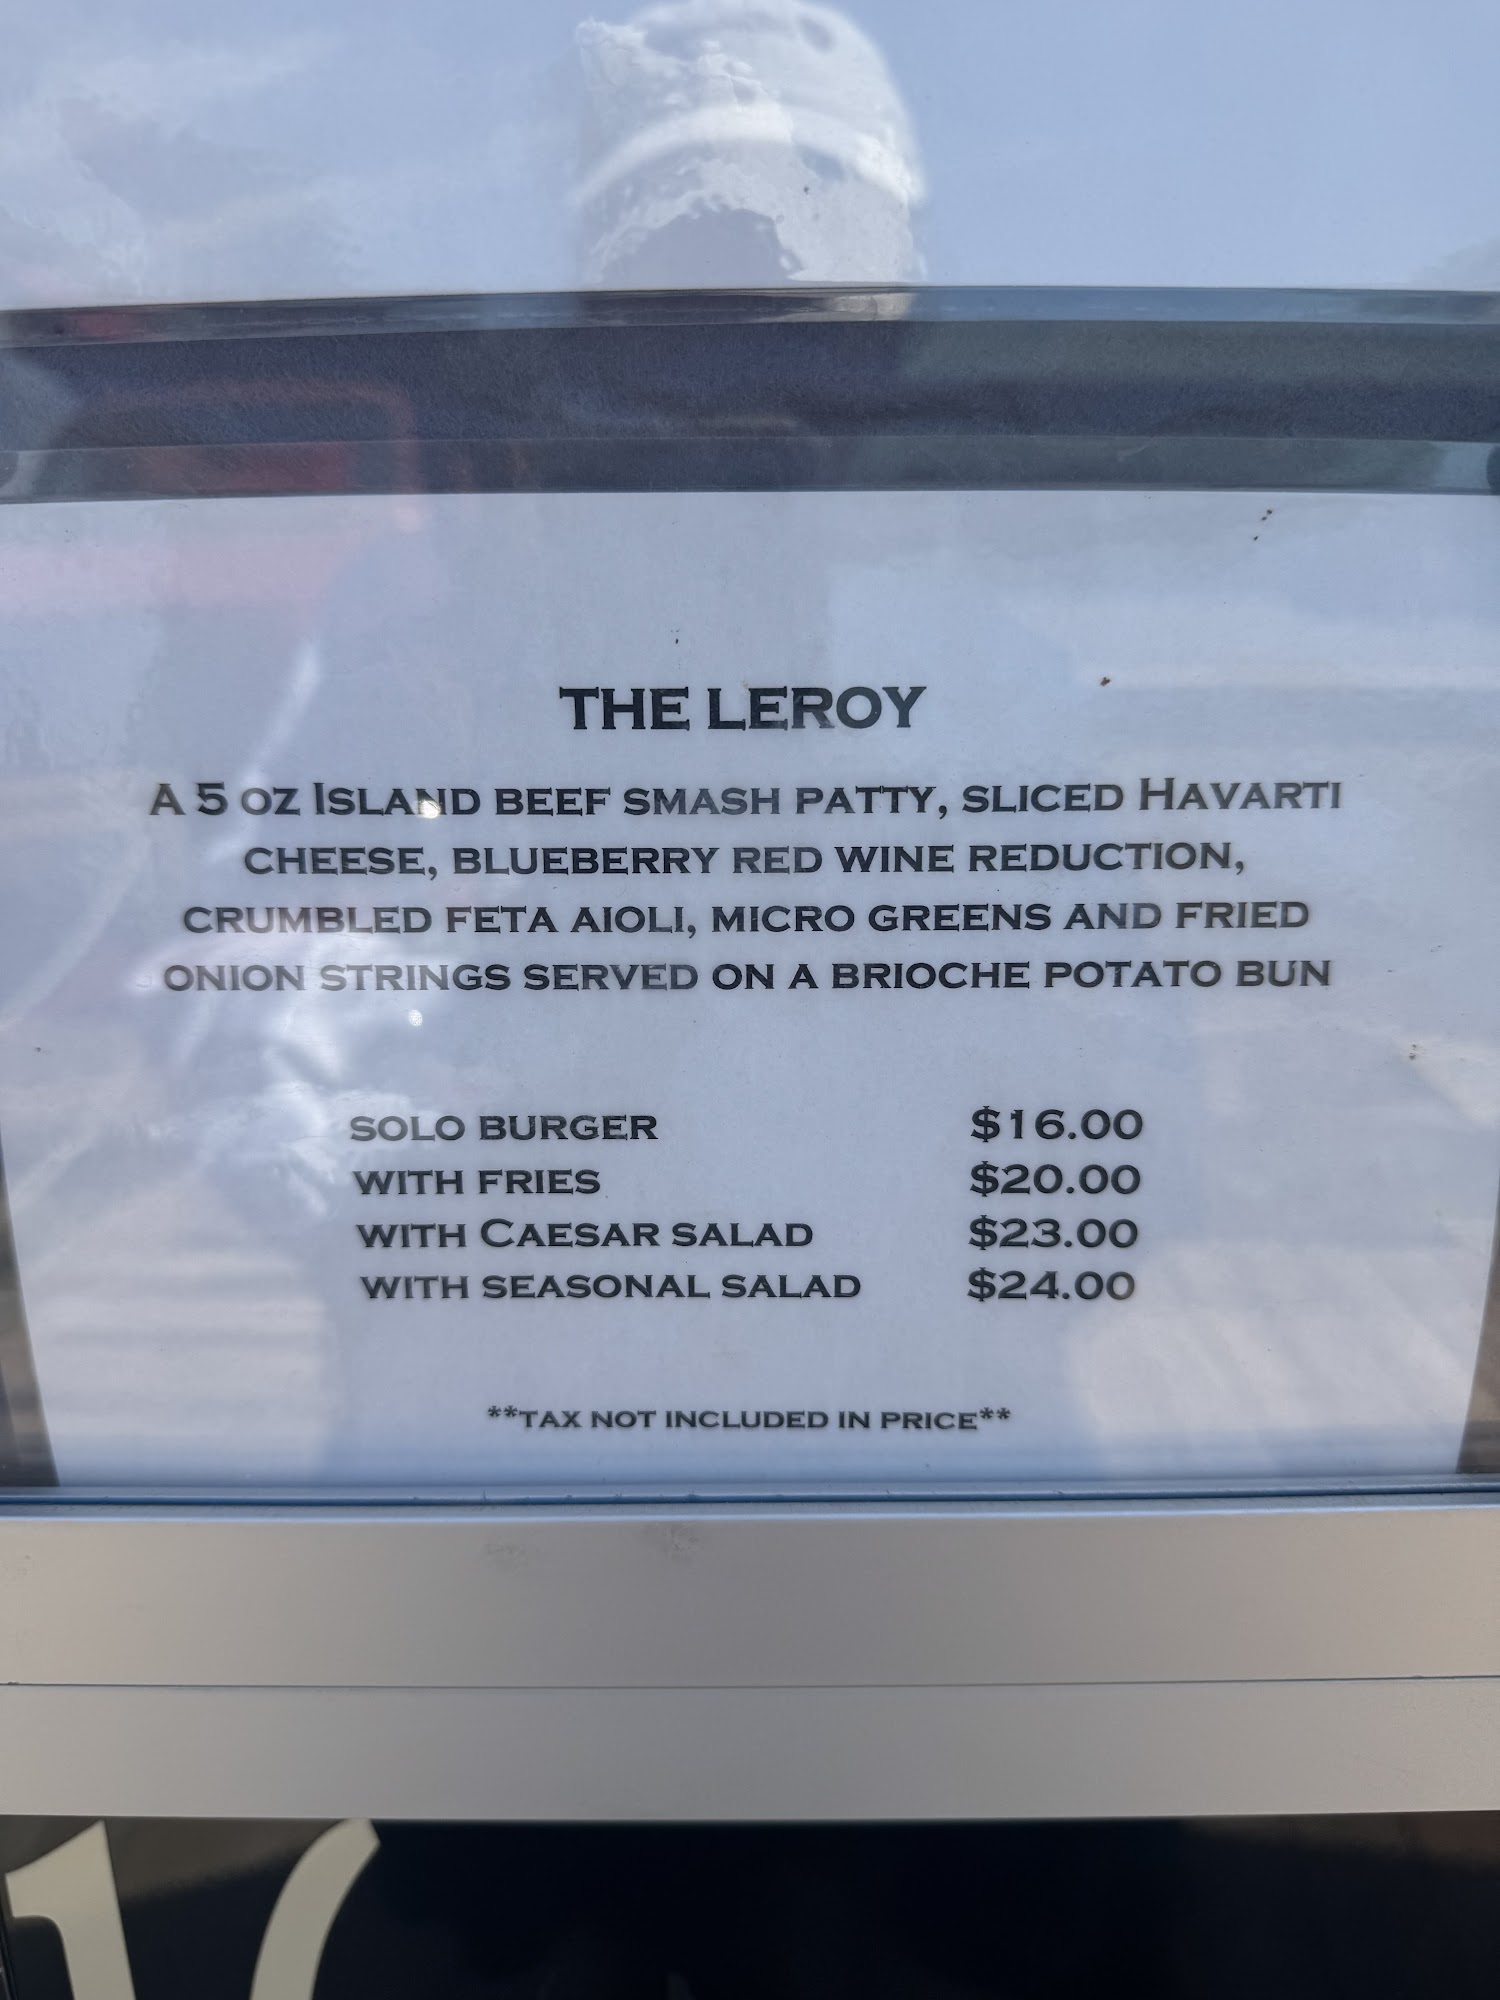 THE LEROY
A 5 OZ ISLAND BEEF SMASH PATTY, SLICED HAVARTI
CHEESE, BLUEBERRY RED WINE REDUCTION,
CRUMBLED FETA AIOLI, MICRO GREENS AND FRIED
ONION STRINGS SERVED ON A BRIOCHE POTATO BUN
SOLO BURGER $16.00
WITH FRIES $20.00
WITH CAESAR SALAD $23.00
WITH SEASONAL SALAD $24.00
**TAX NOT INCLUDED IN PRICE**